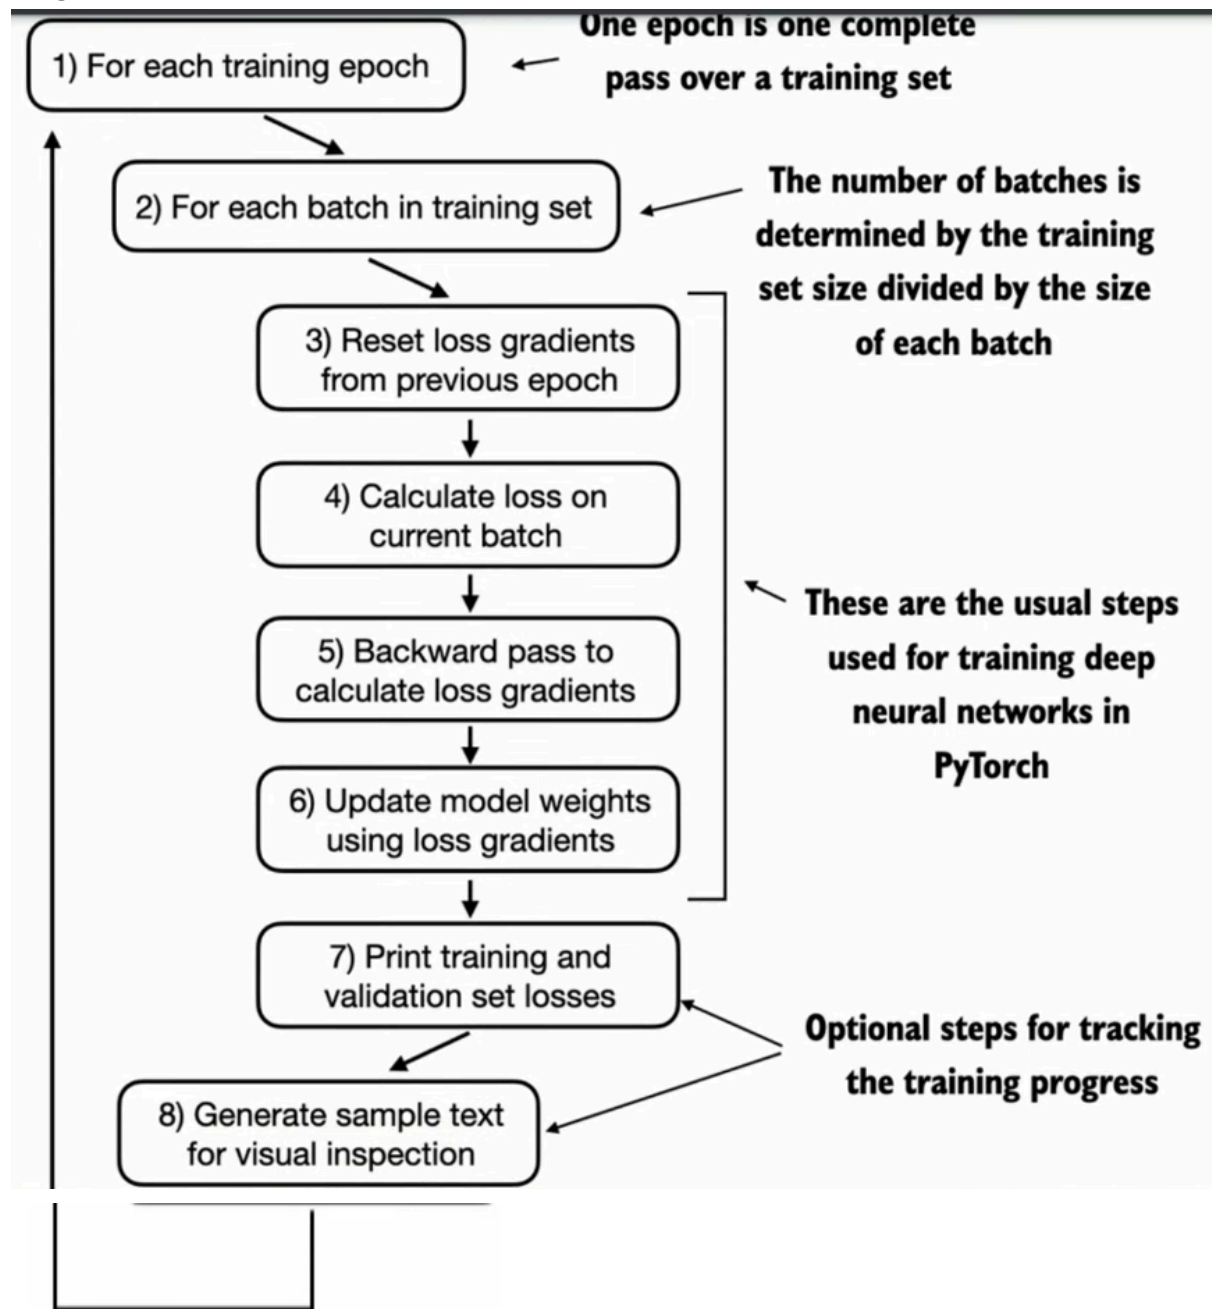 One epoch is one complete
pass over a training set
1) For each training epoch
2) For each batch in training set
The number of batches is
determined by the training
set size divided by the size
of each batch
3) Reset loss gradients
from previous epoch
4) Calculate loss on
current batch
5) Backward pass to
calculate loss gradients
These are the usual steps
used for training deep
neural networks in
PyTorch
6) Update model weights
using loss gradients
7) Print training and
validation set losses
Optional steps for tracking
the training progress
8) Generate sample text
for visual inspection